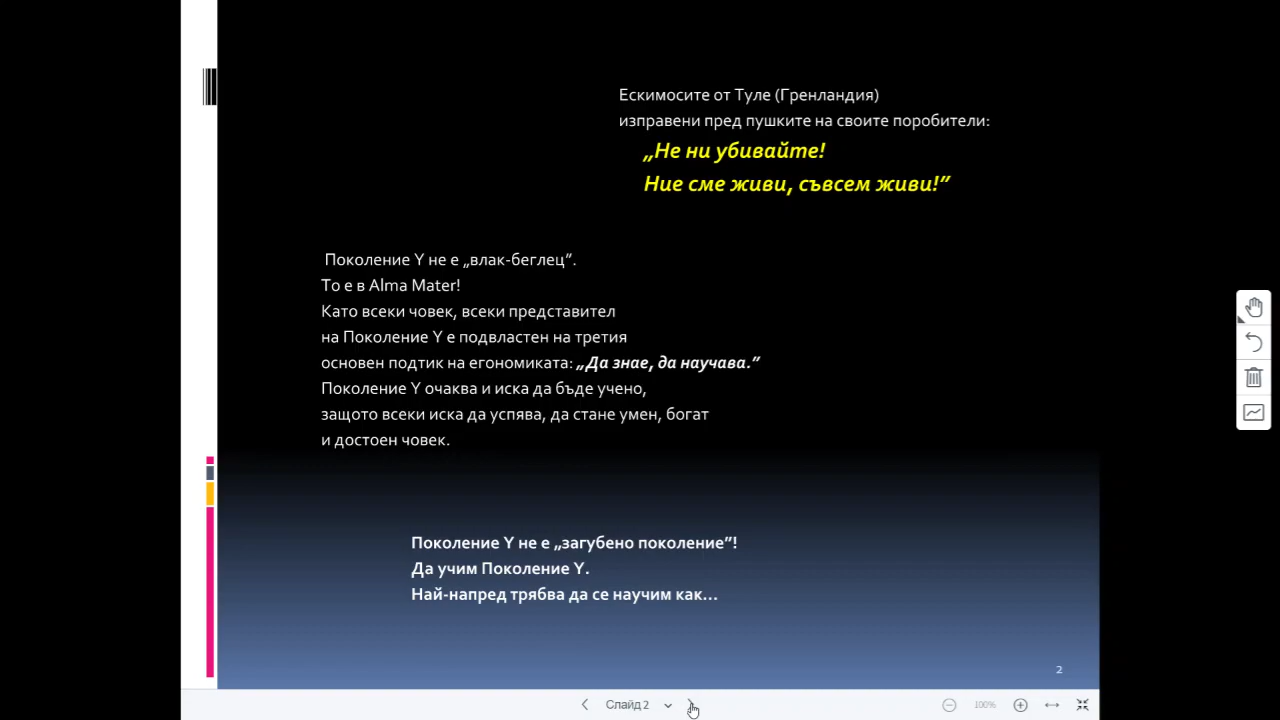 Ескимосите от Туле (Гренландия)
изправени пред пушките на своите поробители:
„Не ни убивайте!
Ние сме живи, съвсем живи!”
Поколение Y не е „влак-беглец“.
То е в Alma Mater!
Като всеки човек, всеки представител
на Поколение Y е подвластен на третия
основен подтик на егономиката: „Да знае, да научава.”
Поколение Y очаква и иска да бъде учено,
защото всеки иска да успява, да стане умен, богат
и достоен човек.
Поколение Y не е „загубено поколение”!
Да учим Поколение Y.
Най-напред трябва да се научим как...
2
Слайд 2
100%